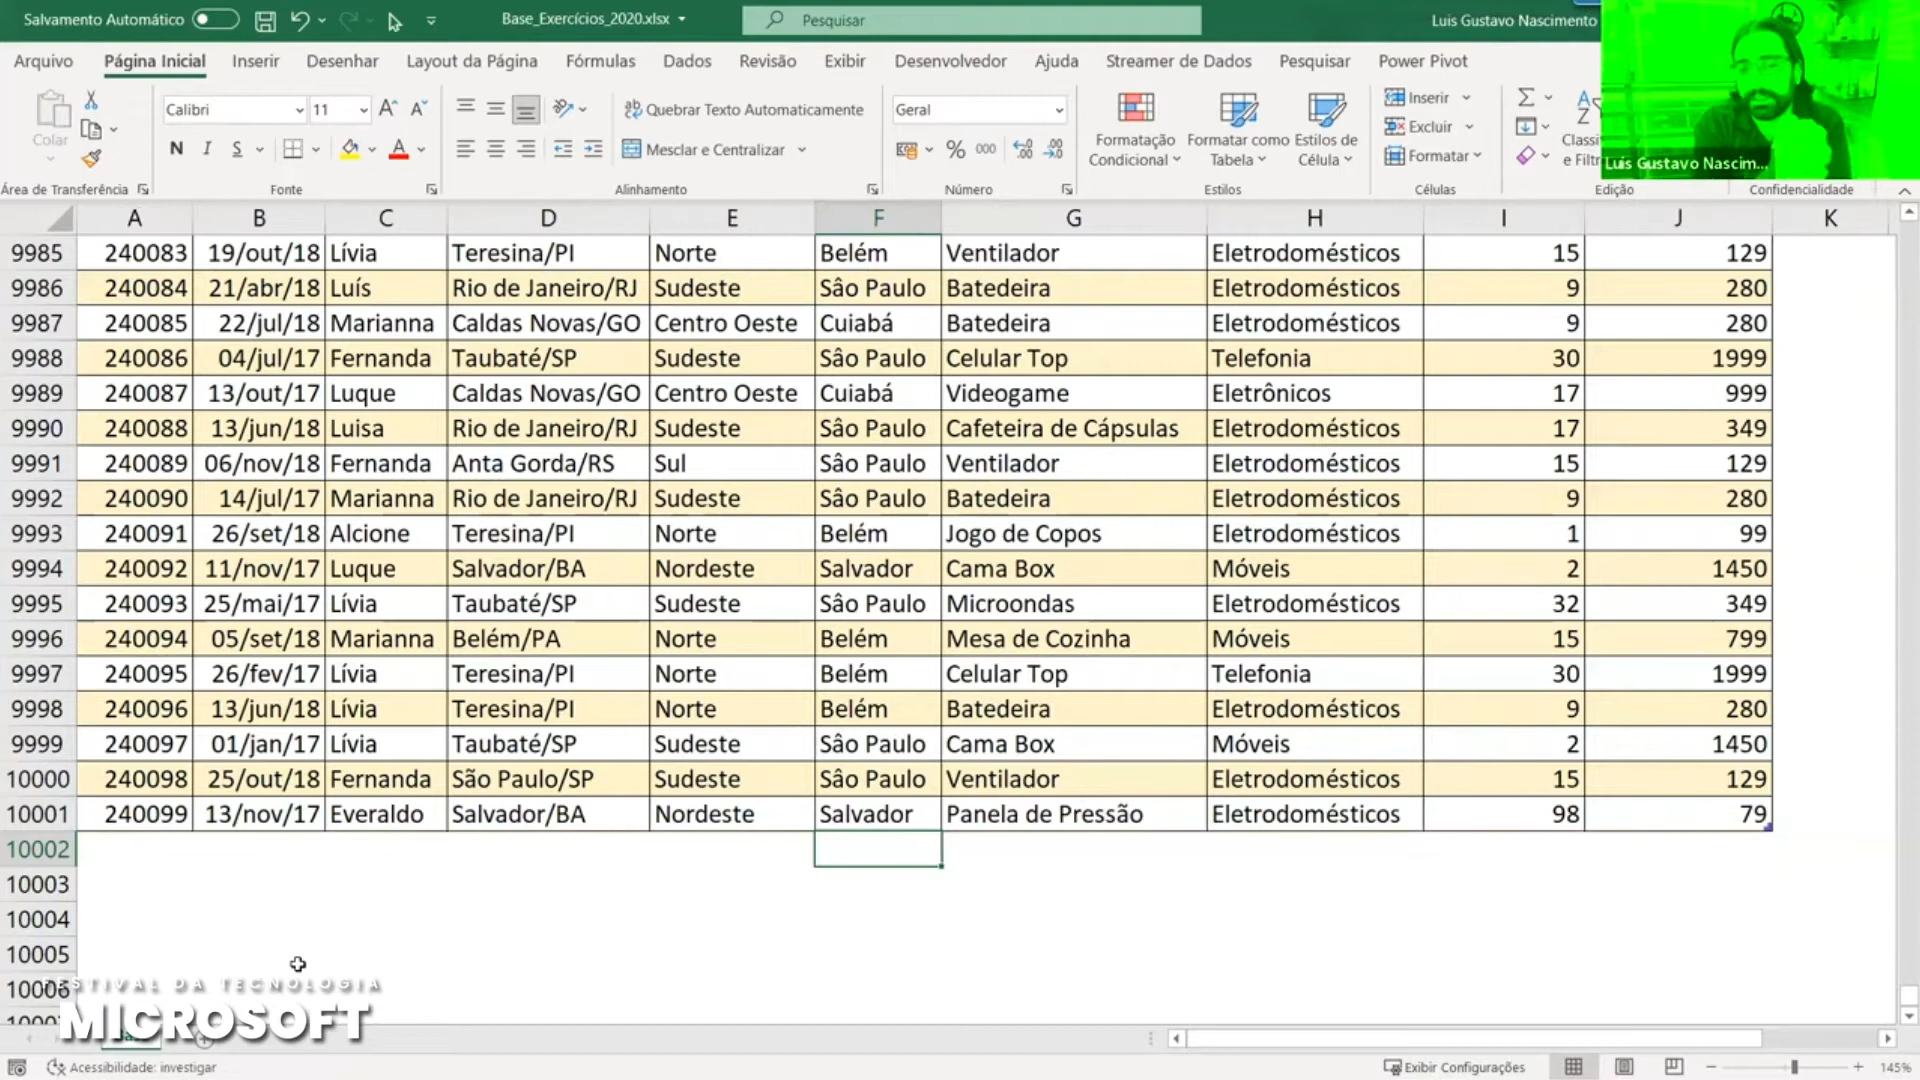 Salvamento Automático Base_Exercícios_2020.xlsx Pesquisar Luis Gustavo Nascimento
Arquivo Página Inicial Inserir Desenhar Layout da Página Fórmulas Dados Revisão Exibir Desenvolvedor Ajuda Streamer de Dados Pesquisar Power Pivot
Colar Calibri 11 Quebrar Texto Automaticamente Geral Inserir
N I S Mesclar e Centralizar % 000 Formatação Condicional Formatar como Tabela Estilos de Célula Excluir Formatar Classi e Filtr
Luis Gustavo Nascim...
Área de Transferência Fonte Alinhamento Número Estilos Células Edição Confidencialidade
A B C D E F G H I J K
9985 240083 19/out/18 Lívia Teresina/PI Norte Belém Ventilador Eletrodomésticos 15 129
9986 240084 21/abr/18 Luís Rio de Janeiro/RJ Sudeste Sâo Paulo Batedeira Eletrodomésticos 9 280
9987 240085 22/jul/18 Marianna Caldas Novas/GO Centro Oeste Cuiabá Batedeira Eletrodomésticos 9 280
9988 240086 04/jul/17 Fernanda Taubaté/SP Sudeste Sâo Paulo Celular Top Telefonia 30 1999
9989 240087 13/out/17 Luque Caldas Novas/GO Centro Oeste Cuiabá Videogame Eletrônicos 17 999
9990 240088 13/jun/18 Luisa Rio de Janeiro/RJ Sudeste Sâo Paulo Cafeteira de Cápsulas Eletrodomésticos 17 349
9991 240089 06/nov/18 Fernanda Anta Gorda/RS Sul Sâo Paulo Ventilador Eletrodomésticos 15 129
9992 240090 14/jul/17 Marianna Rio de Janeiro/RJ Sudeste Sâo Paulo Batedeira Eletrodomésticos 9 280
9993 240091 26/set/18 Alcione Teresina/PI Norte Belém Jogo de Copos Eletrodomésticos 1 99
9994 240092 11/nov/17 Luque Salvador/BA Nordeste Salvador Cama Box Móveis 2 1450
9995 240093 25/mai/17 Lívia Taubaté/SP Sudeste Sâo Paulo Microondas Eletrodomésticos 32 349
9996 240094 05/set/18 Marianna Belém/PA Norte Belém Mesa de Cozinha Móveis 15 799
9997 240095 26/fev/17 Lívia Teresina/PI Norte Belém Celular Top Telefonia 30 1999
9998 240096 13/jun/18 Lívia Teresina/PI Norte Belém Batedeira Eletrodomésticos 9 280
9999 240097 01/jan/17 Lívia Taubaté/SP Sudeste Sâo Paulo Cama Box Móveis 2 1450
10000 240098 25/out/18 Fernanda São Paulo/SP Sudeste Sâo Paulo Ventilador Eletrodomésticos 15 129
10001 240099 13/nov/17 Everaldo Salvador/BA Nordeste Salvador Panela de Pressão Eletrodomésticos 98 79
10002
10003
10004
10005
10006
FESTIVAL DA TECNOLOGIA
MICROSOFT
Acessibilidade: investigar Exibir Configurações 145%